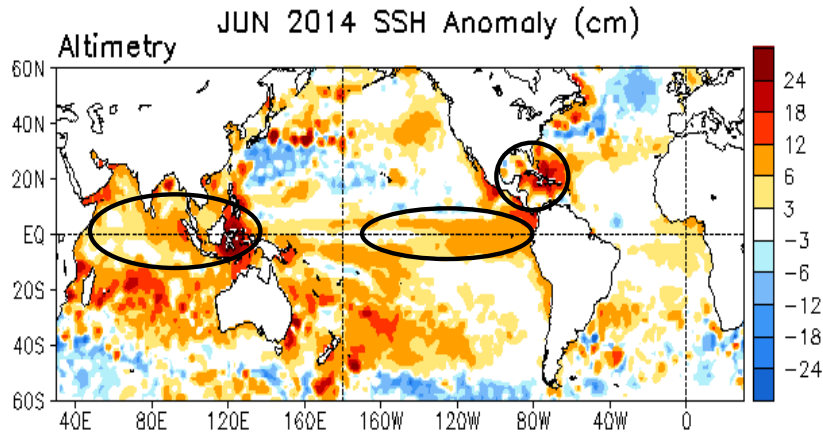 JUN 2014 SSH Anomaly (cm)
Altimetry
60N
40N
20N
EQ
20S
40S
60S
40E 80E 120E 160E 160W 120W 80W 40W 0
24
18
12
6
3
-3
-6
-12
-18
-24